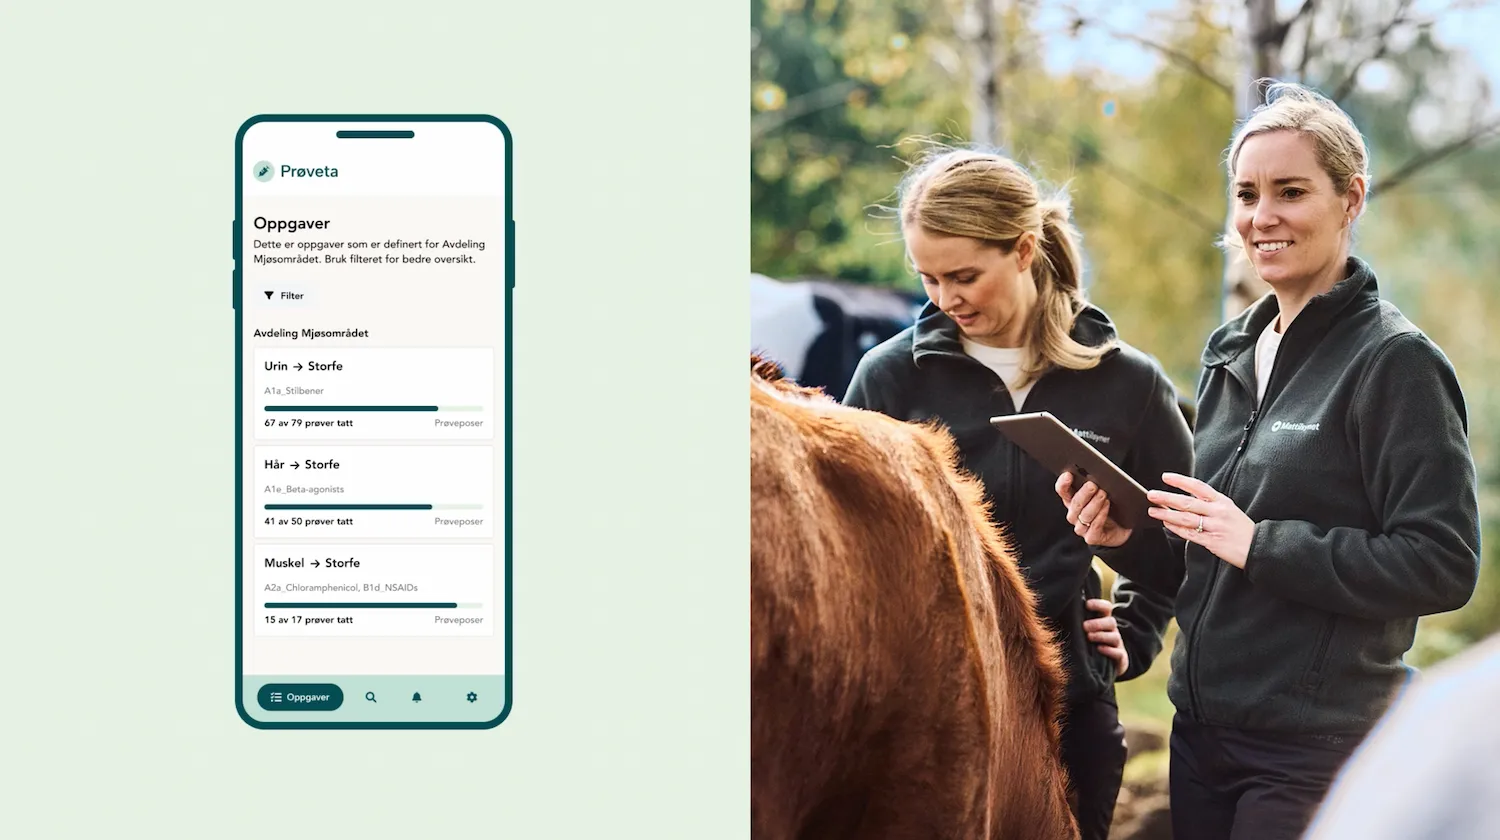 Prøveta
Oppgaver
Dette er oppgaver som er definert for Avdeling
Mjøsområdet. Bruk filteret for bedre oversikt.
Filter
Avdeling Mjøsområdet
Urin → Storfe
A1a_Stilbener
67 av 79 prøver tatt
Prøveposer
Hår → Storfe
A1e_Beta-agonists
41 av 50 prøver tatt
Prøveposer
Muskel → Storfe
A2a_Chloramphenicol, B1d_NSAIDs
15 av 17 prøver tatt
Prøveposer
Oppgaver
Mattilsynet
Mattilsynet